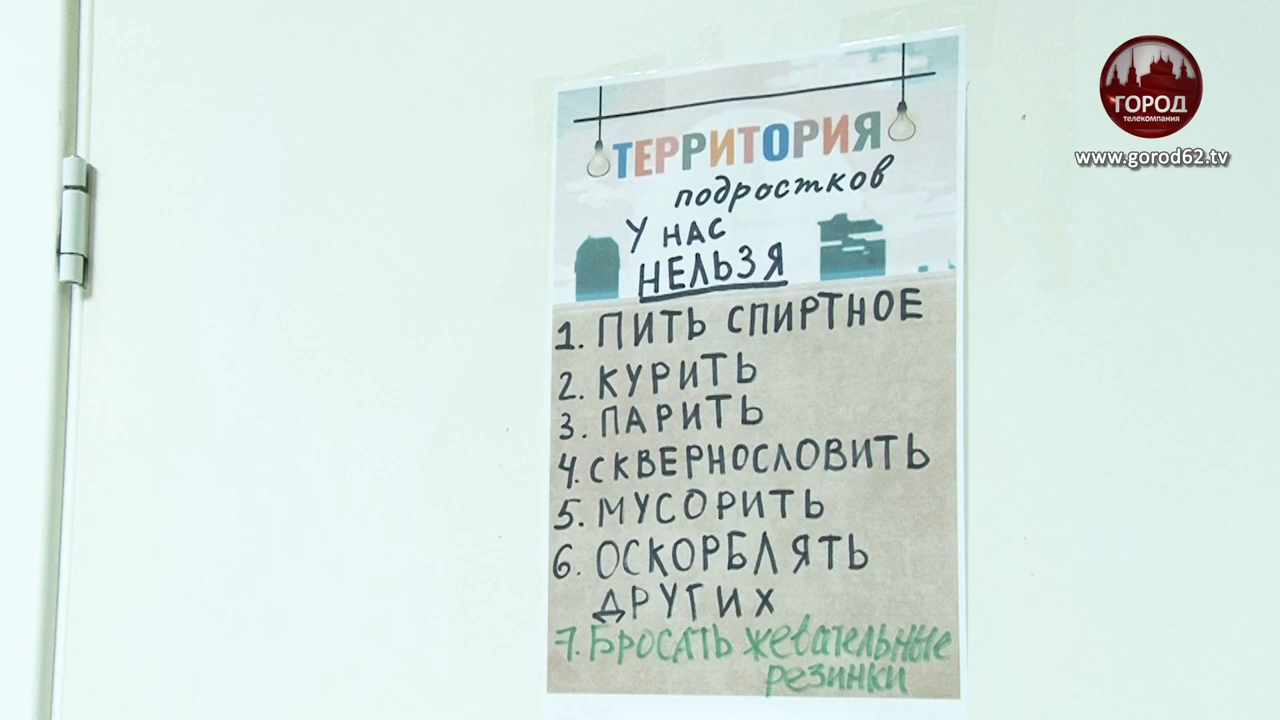 ГОРОД
телекомпания
www.gorod62.tv
ТЕРРИТОРИЯ
подростков
У НАС
НЕЛЬЗЯ
1. ПИТЬ СПИРТНОЕ
2. КУРИТЬ
3. ПАРИТЬ
4. СКВЕРНОСЛОВИТЬ
5. МУСОРИТЬ
6. ОСКОРБЛЯТЬ
ДРУГИХ
7. БРОСАТЬ жевательные
резинки